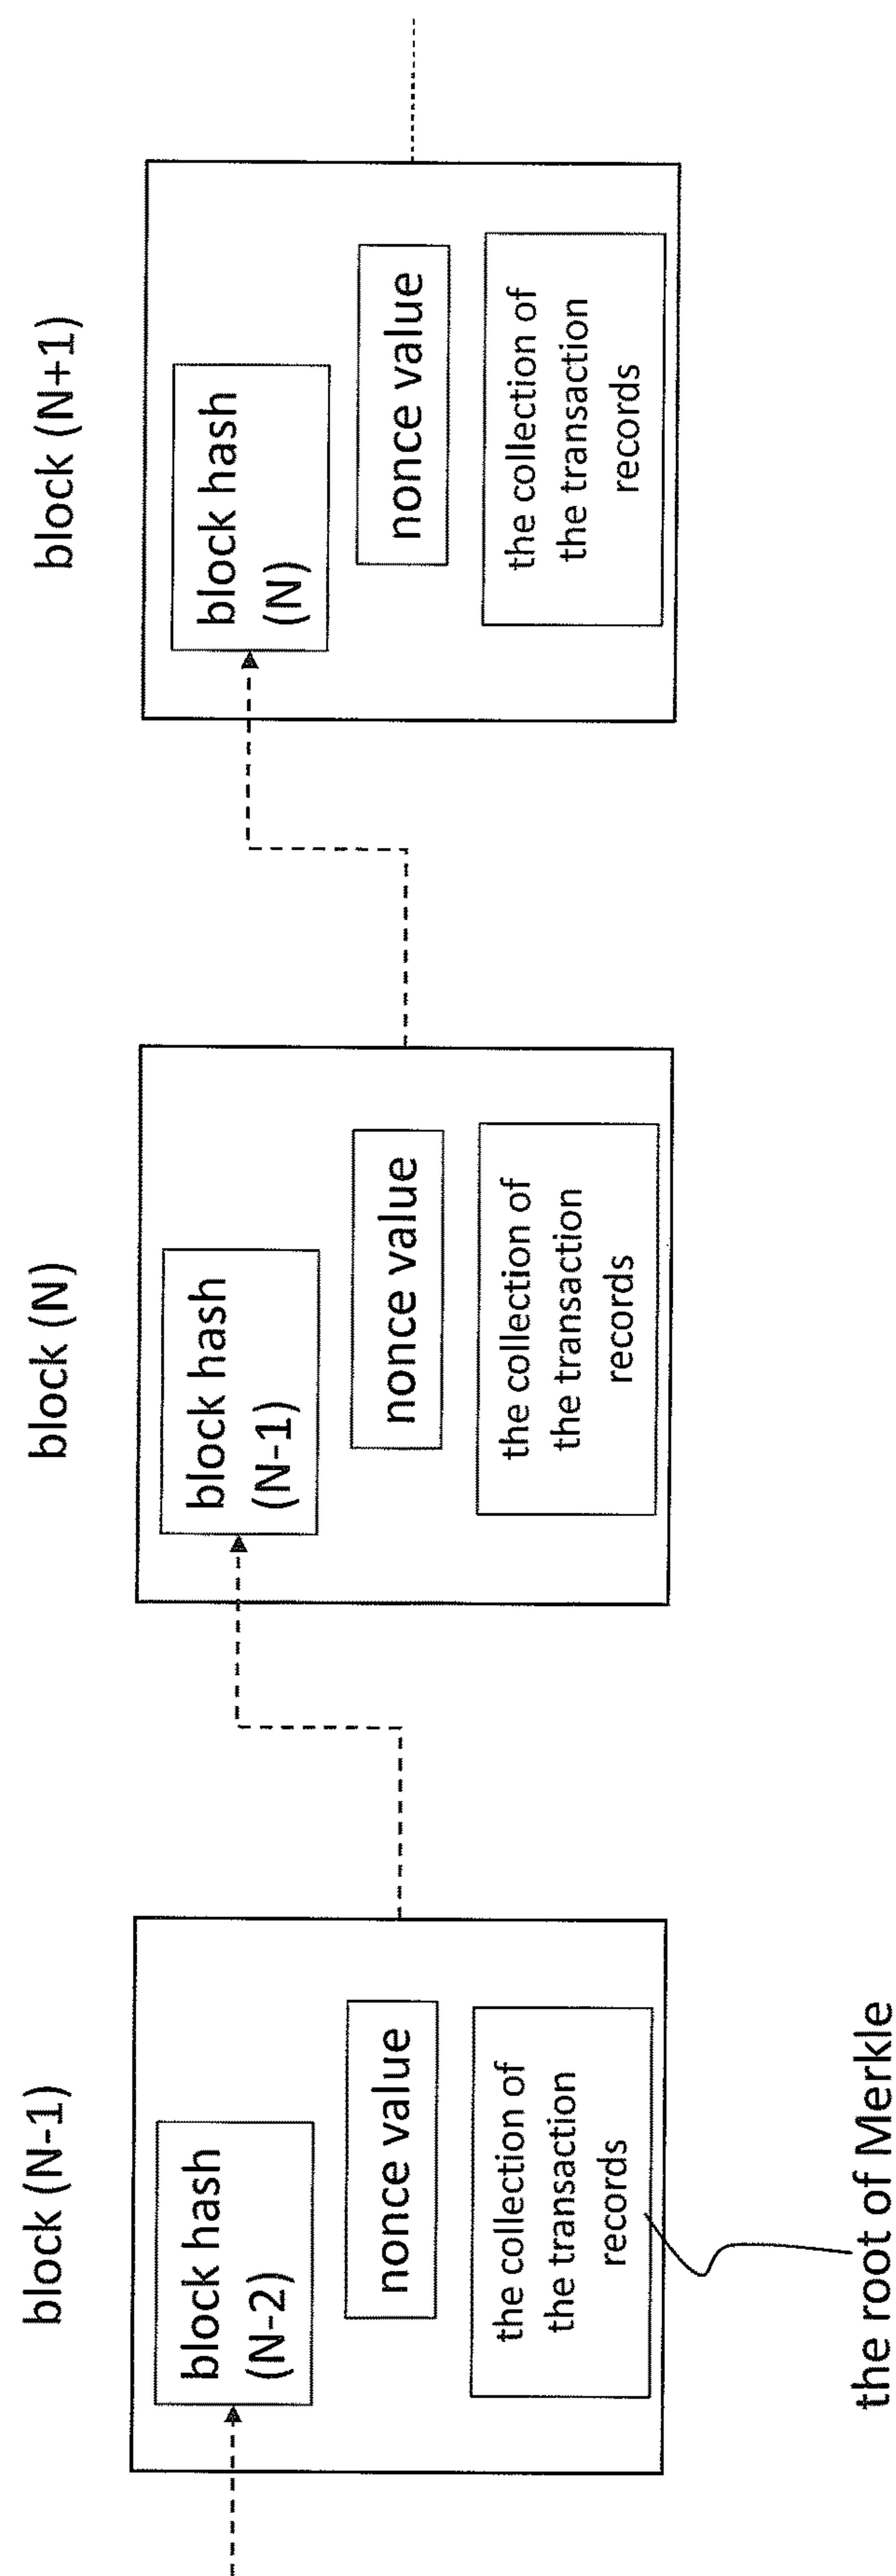 block (N-1)
block hash
(N-2)
nonce value
the collection of
the transaction
records
the root of Merkle
block (N)
block hash
(N-1)
nonce value
the collection of
the transaction
records
block (N+1)
block hash
(N)
nonce value
the collection of
the transaction
records